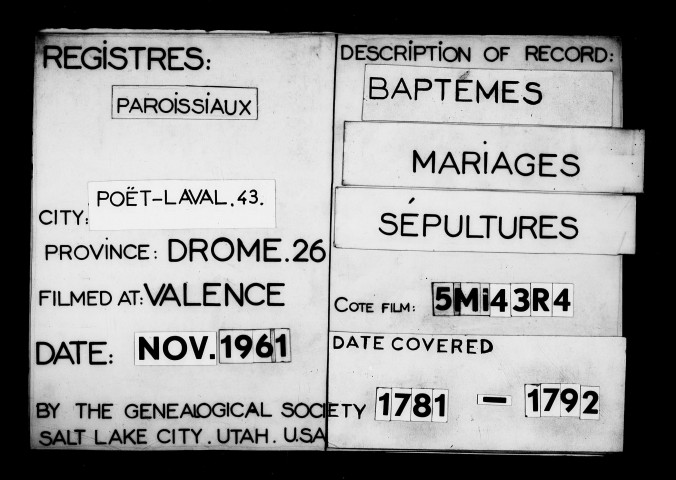 REGISTRES:
PAROISSIAUX
CITY: POËT-LAVAL.43.
PROVINCE: DROME.26
FILMED AT: VALENCE
DATE: NOV. 1961
BY THE GENEALOGICAL SOCIETY
SALT LAKE CITY. UTAH. U.S.A
DESCRIPTION OF RECORD:
BAPTÉMES
MARIAGES
SÉPULTURES
COTE FILM: 5Mi43R4
DATE COVERED
1781 – 1792